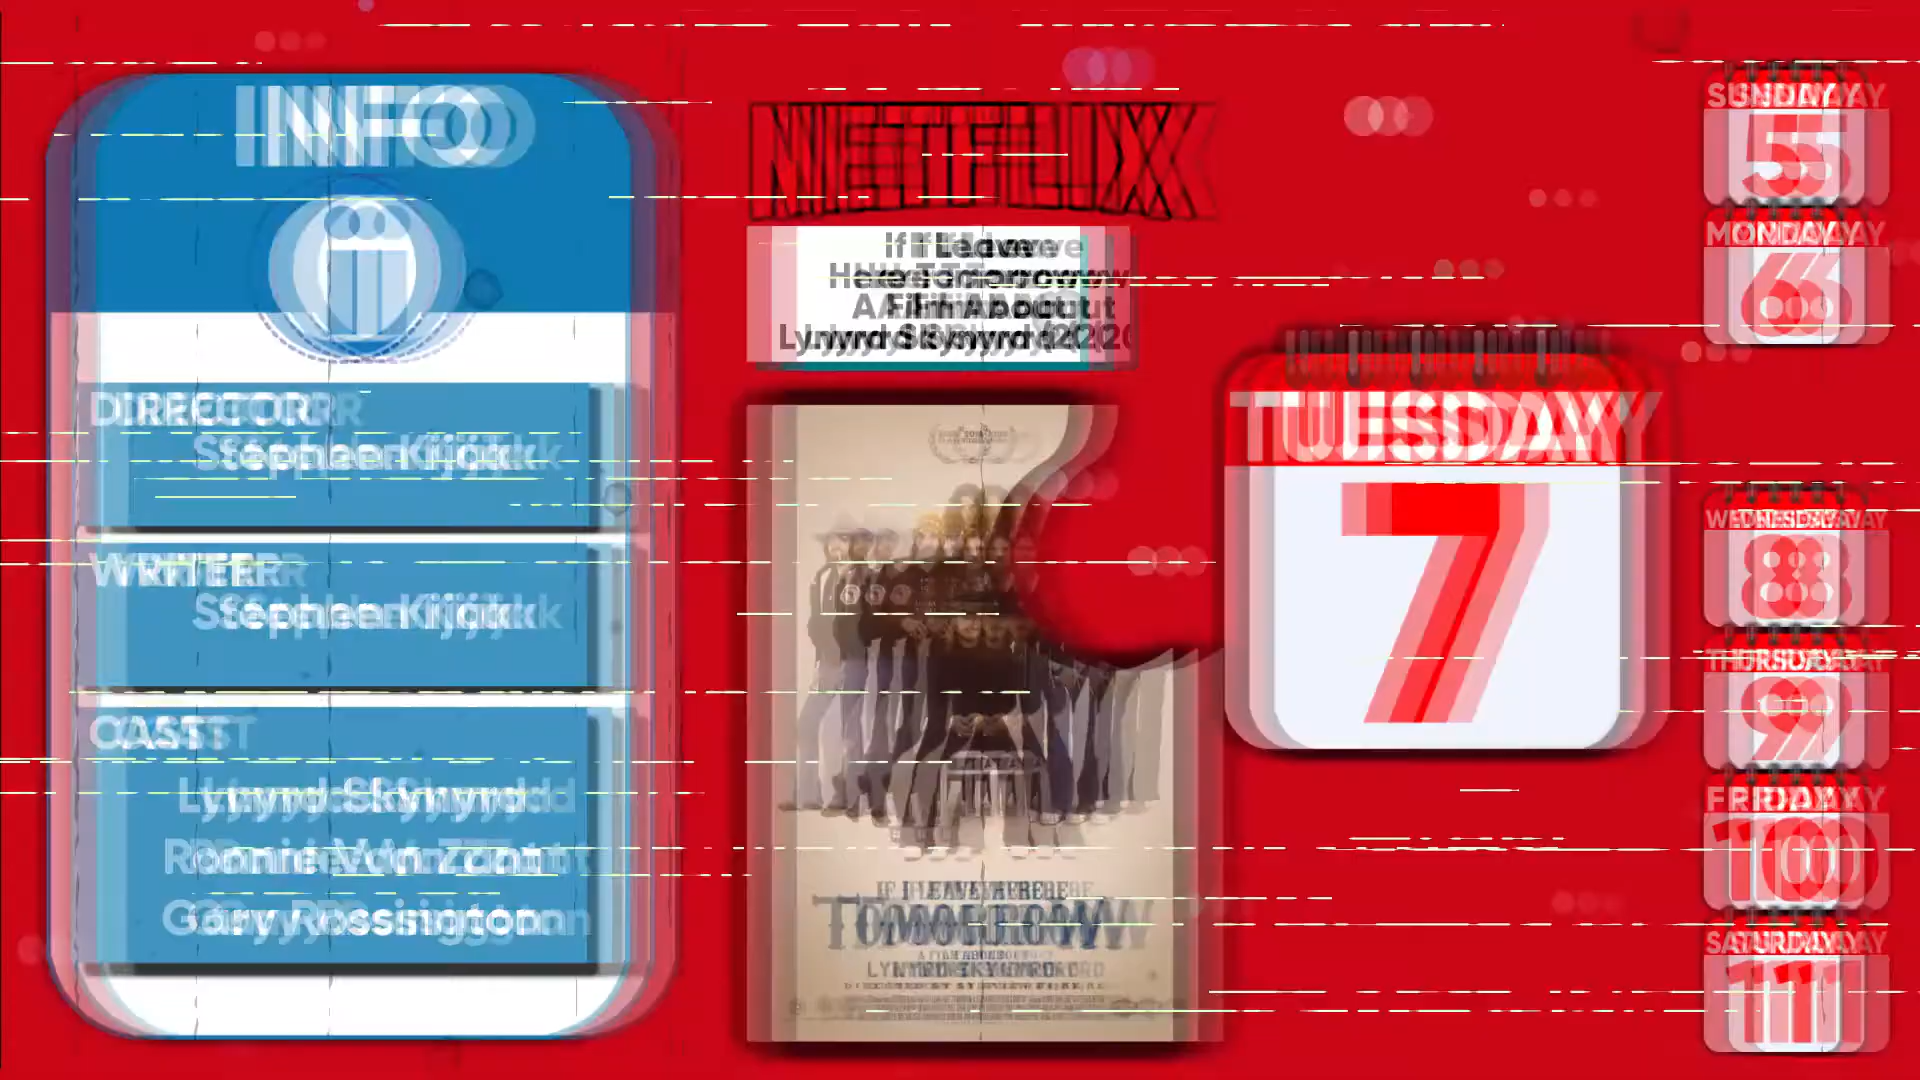 INFO
DIRECTOR
Stephen Kijak
WRITER
Stephen Kijak
CAST
Lynyrd Skynyrd
Ronnie Van Zant
Gary Rossington
NETFLIX
If I Leave
Here Tomorrow
A Film About
Lynyrd Skynyrd
IF I LEAVE HERE
TOMORROW
A FILM ABOUT
LYNYRD SKYNYRD
TUESDAY
7
SUNDAY
5
MONDAY
6
WEDNESDAY
8
THURSDAY
9
FRIDAY
10
SATURDAY
11